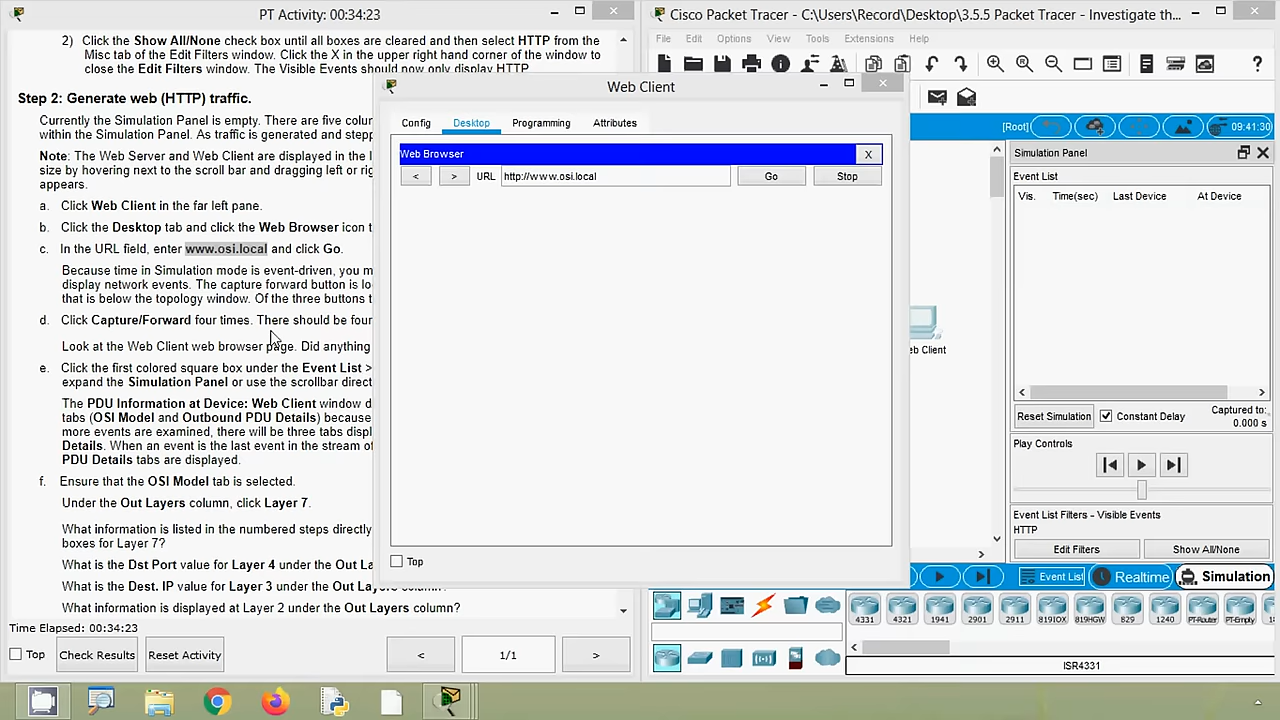 PT Activity: 00:34:23
2) Click the Show All/None check box until all boxes are cleared and then select HTTP from the
Misc tab of the Edit Filters window. Click the X in the upper right hand corner of the window to
close the Edit Filters window. The Visible Events should now only display HTTP
Step 2: Generate web (HTTP) traffic.
Currently the Simulation Panel is empty. There are five colum
within the Simulation Panel. As traffic is generated and stepp
Note: The Web Server and Web Client are displayed in the l
size by hovering next to the scroll bar and dragging left or rig
appears.
a. Click Web Client in the far left pane.
b. Click the Desktop tab and click the Web Browser icon t
c. In the URL field, enter www.osi.local and click Go.
Because time in Simulation mode is event-driven, you m
display network events. The capture forward button is lo
that is below the topology window. Of the three buttons t
d. Click Capture/Forward four times. There should be four
Look at the Web Client web browser page. Did anything
e. Click the first colored square box under the Event List >
expand the Simulation Panel or use the scrollbar direct
The PDU Information at Device: Web Client window d
tabs (OSI Model and Outbound PDU Details) because
more events are examined, there will be three tabs displ
Details. When an event is the last event in the stream of
PDU Details tabs are displayed.
f. Ensure that the OSI Model tab is selected.
Under the Out Layers column, click Layer 7.
What information is listed in the numbered steps directly
boxes for Layer 7?
What is the Dst Port value for Layer 4 under the Out La
What is the Dest. IP value for Layer 3 under the Out Lay
What information is displayed at Layer 2 under the Out Layers column?
Time Elapsed: 00:34:23
Top
Check Results
Reset Activity
<
1/1
>
Web Client
Config
Desktop
Programming
Attributes
Web Browser
X
<
>
URL
http://www.osi.local
Go
Stop
Top
Cisco Packet Tracer - C:\Users\Record\Desktop\3.5.5 Packet Tracer - Investigate th...
File Edit Options View Tools Extensions Help
?
[Root]
09:41:30
Simulation Panel
Event List
Vis. Time(sec) Last Device At Device
eb Client
Reset Simulation
Constant Delay
Captured to:
0.000 s
Play Controls
Event List Filters - Visible Events
HTTP
Edit Filters
Show All/None
Event List
Realtime
Simulation
4331 4321 1941 2901 2911 819IOX 819HGW 829 1240 PT-Router PT-Empty
ISR4331